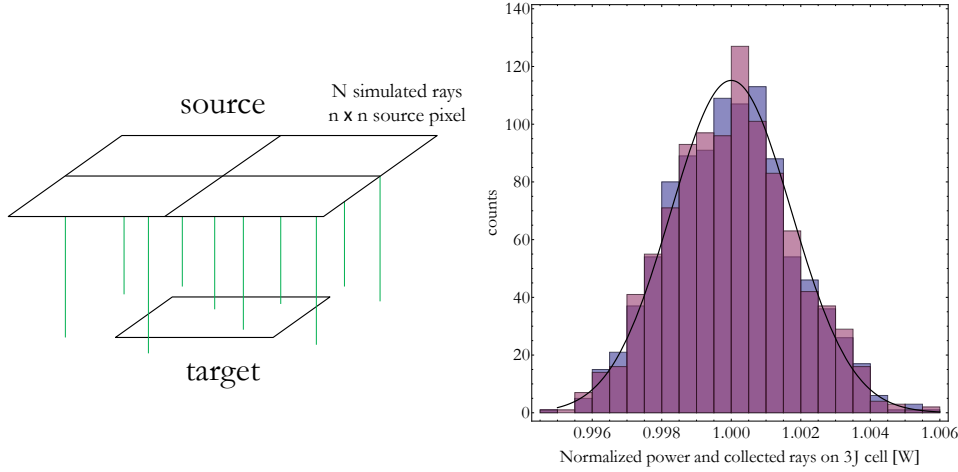 source
N simulated rays
n x n source pixel
target
140
120
100
80
60
40
20
0
counts
0.996
0.998
1.000
1.002
1.004
1.006
Normalized power and collected rays on 3J cell [W]